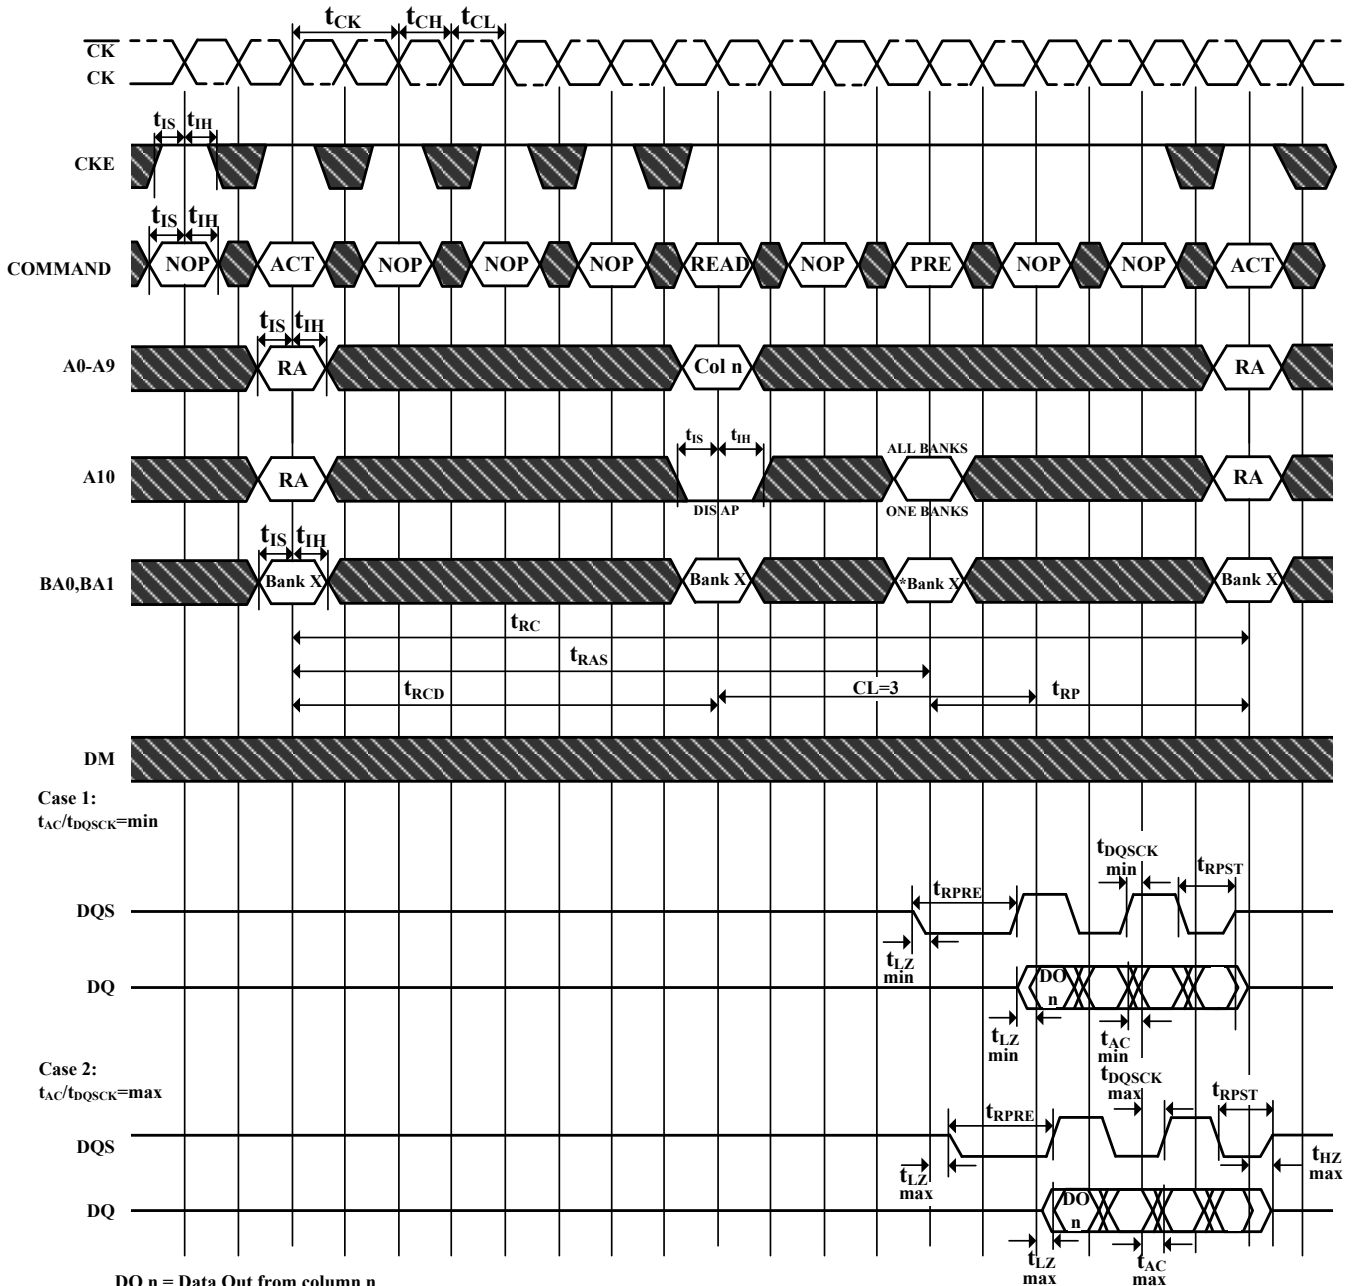 tCK tCH tCL
CK
CK
tIS tIH
CKE
tIS tIH
COMMAND NOP ACT NOP NOP NOP READ NOP PRE NOP NOP ACT
tIS tIH
A0-A9 RA Col n RA
tIS tIH
ALL BANKS
A10 RA RA
DIS AP ONE BANKS
tIS tIH
BA0,BA1 Bank X Bank X *Bank X Bank X
tRC
tRAS
tRCD CL=3 tRP
DM
Case 1:
tAC/tDQSCK=min
tDQSCK
min
tRPST
tRPRE
DQS
tLZ
min
DQ DO
n
tLZ
min
tAC
min
Case 2:
tAC/tDQSCK=max
tDQSCK
max
tRPST
tRPRE
DQS
tLZ
max
tHZ
max
DQ DO
n
tLZ
max
tAC
max
DO n = Data Out from column n